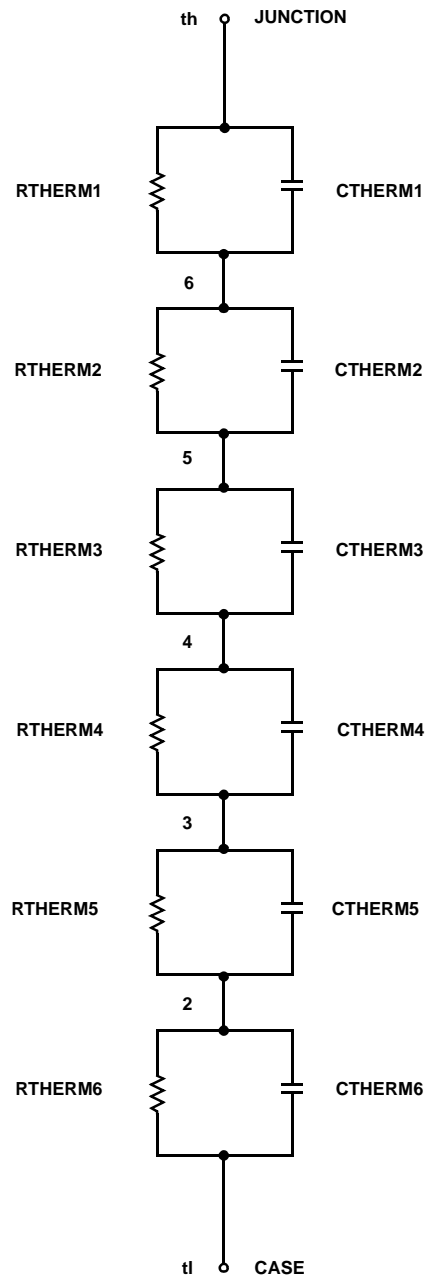 th JUNCTION
RTHERM1 CTHERM1
6
RTHERM2 CTHERM2
5
RTHERM3 CTHERM3
4
RTHERM4 CTHERM4
3
RTHERM5 CTHERM5
2
RTHERM6 CTHERM6
tl CASE